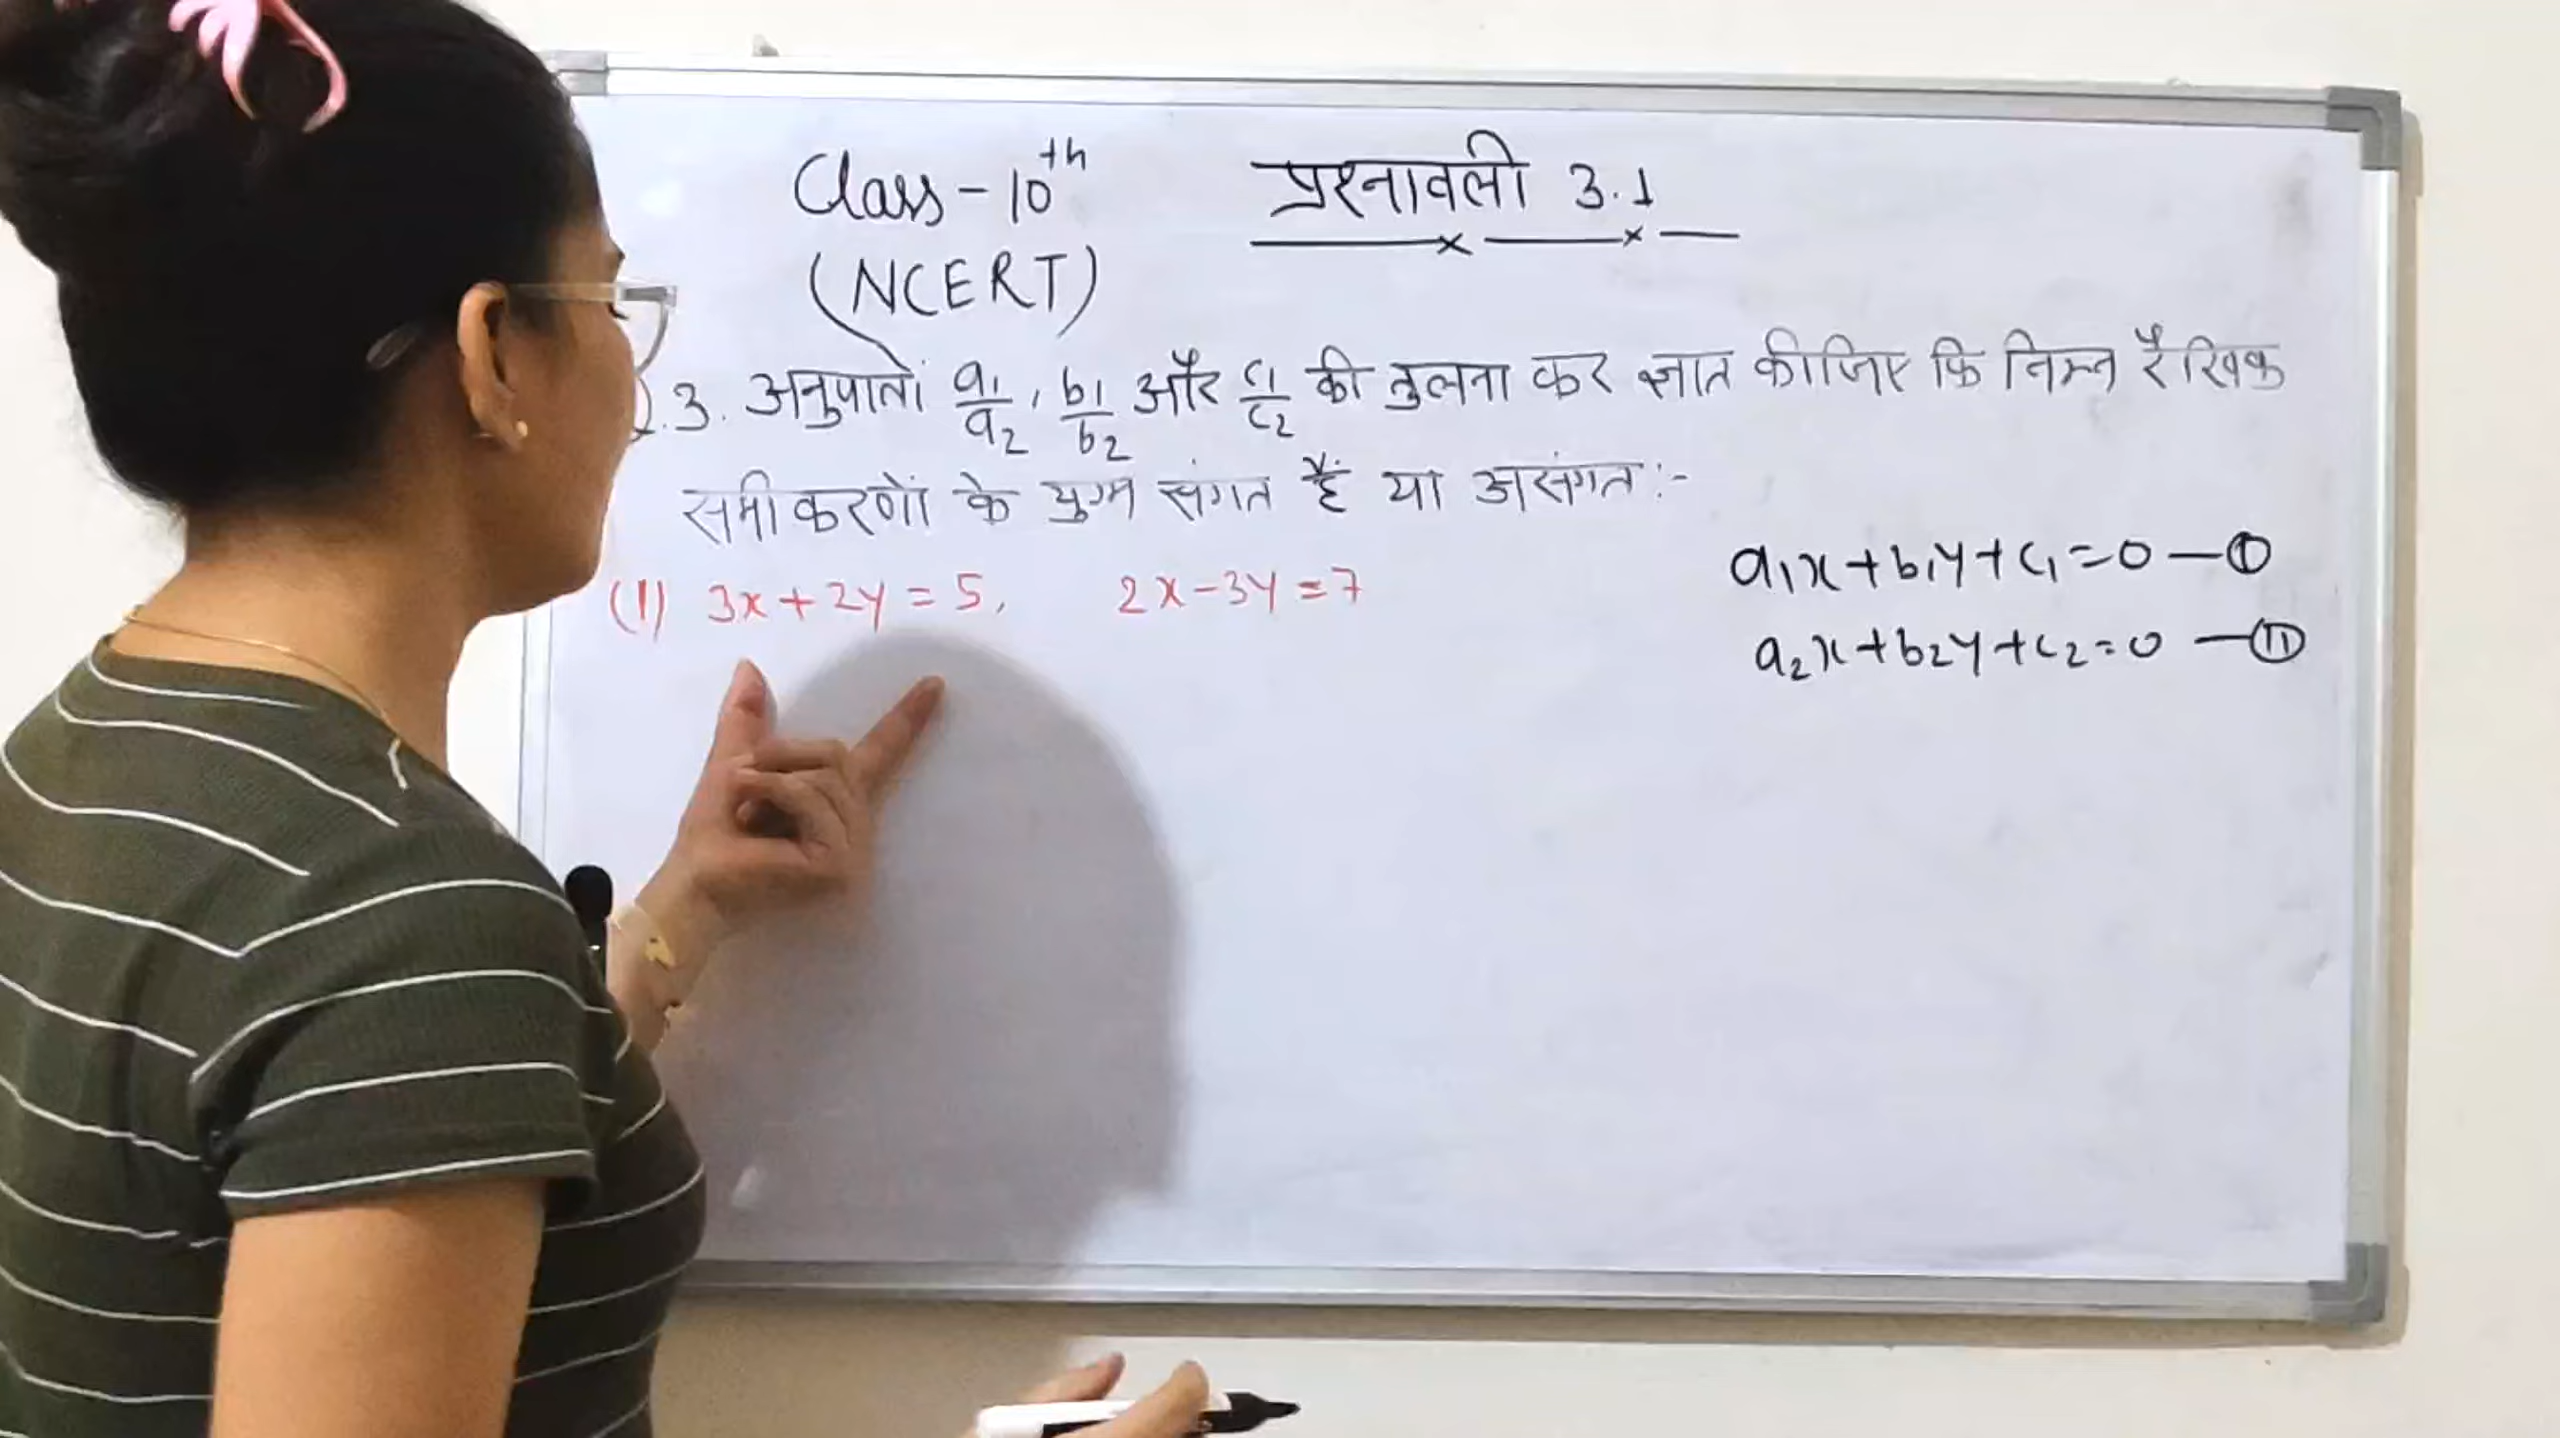 Class-10th प्रश्नावली 3.1
(NCERT)
Q.3. अनुपातों a1/a2, b1/b2 और c1/c2 की तुलना कर ज्ञात कीजिए कि निम्न रैखिक
समीकरणों के युग्म संगत हैं या असंगत:-
(1) 3x+2y=5, 2x-3y=7
a1x+b1y+c1=0 —①
a2x+b2y+c2=0 —⑪